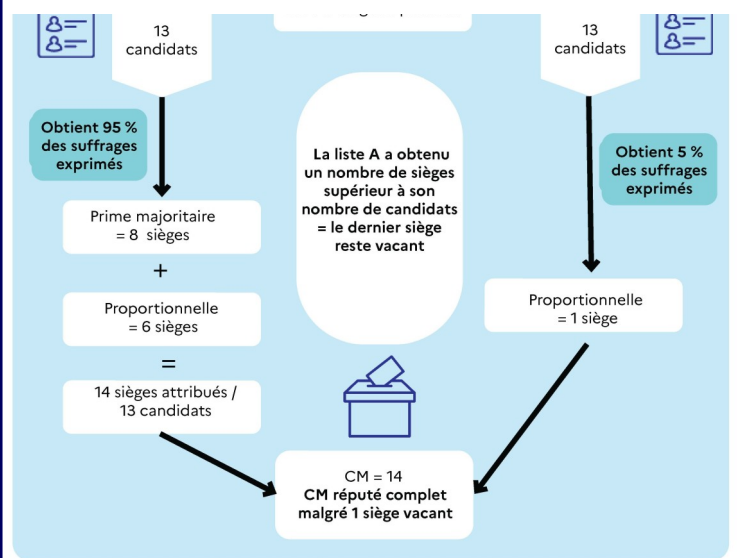 13
candidats
13
candidats
Obtient 95 %
des suffrages
exprimés
La liste A a obtenu
un nombre de sièges
supérieur à son
nombre de candidats
= le dernier siège
reste vacant
Obtient 5 %
des suffrages
exprimés
Prime majoritaire
= 8 sièges
+
Proportionnelle
= 6 sièges
=
14 sièges attribués /
13 candidats
Proportionnelle
= 1 siège
CM = 14
CM réputé complet
malgré 1 siège vacant